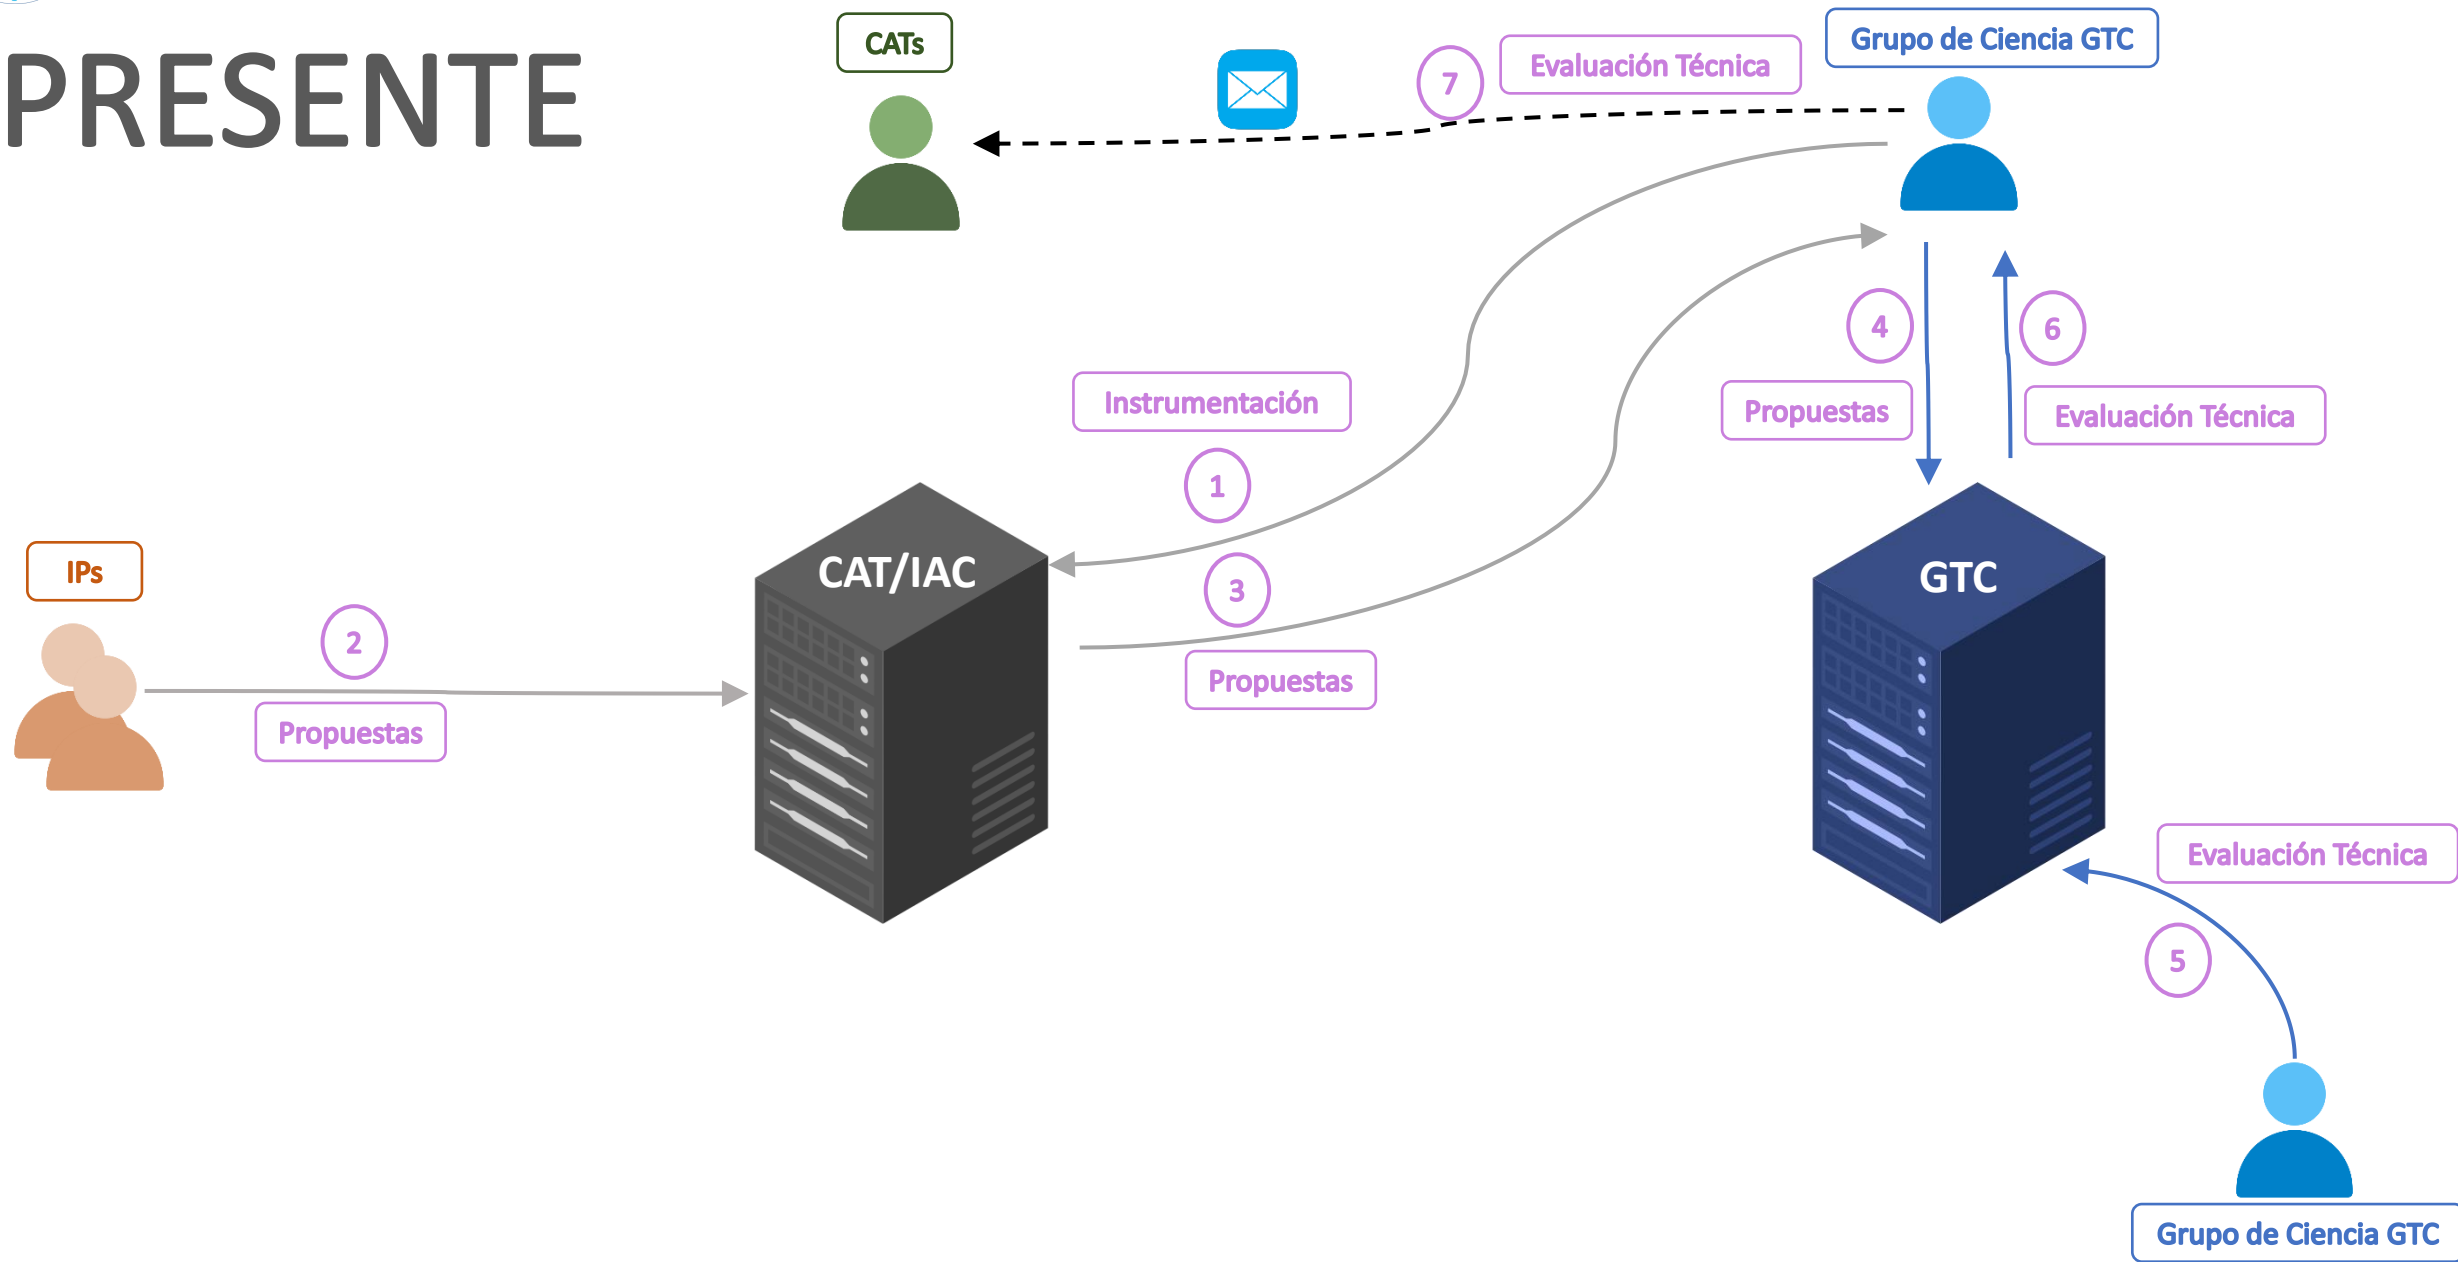 PRESENTE
CATs
7
Evaluación Técnica
Grupo de Ciencia GTC
4
6
Propuestas
Evaluación Técnica
Instrumentación
1
IPs
2
Propuestas
CAT/IAC
3
Propuestas
GTC
Evaluación Técnica
5
Grupo de Ciencia GTC